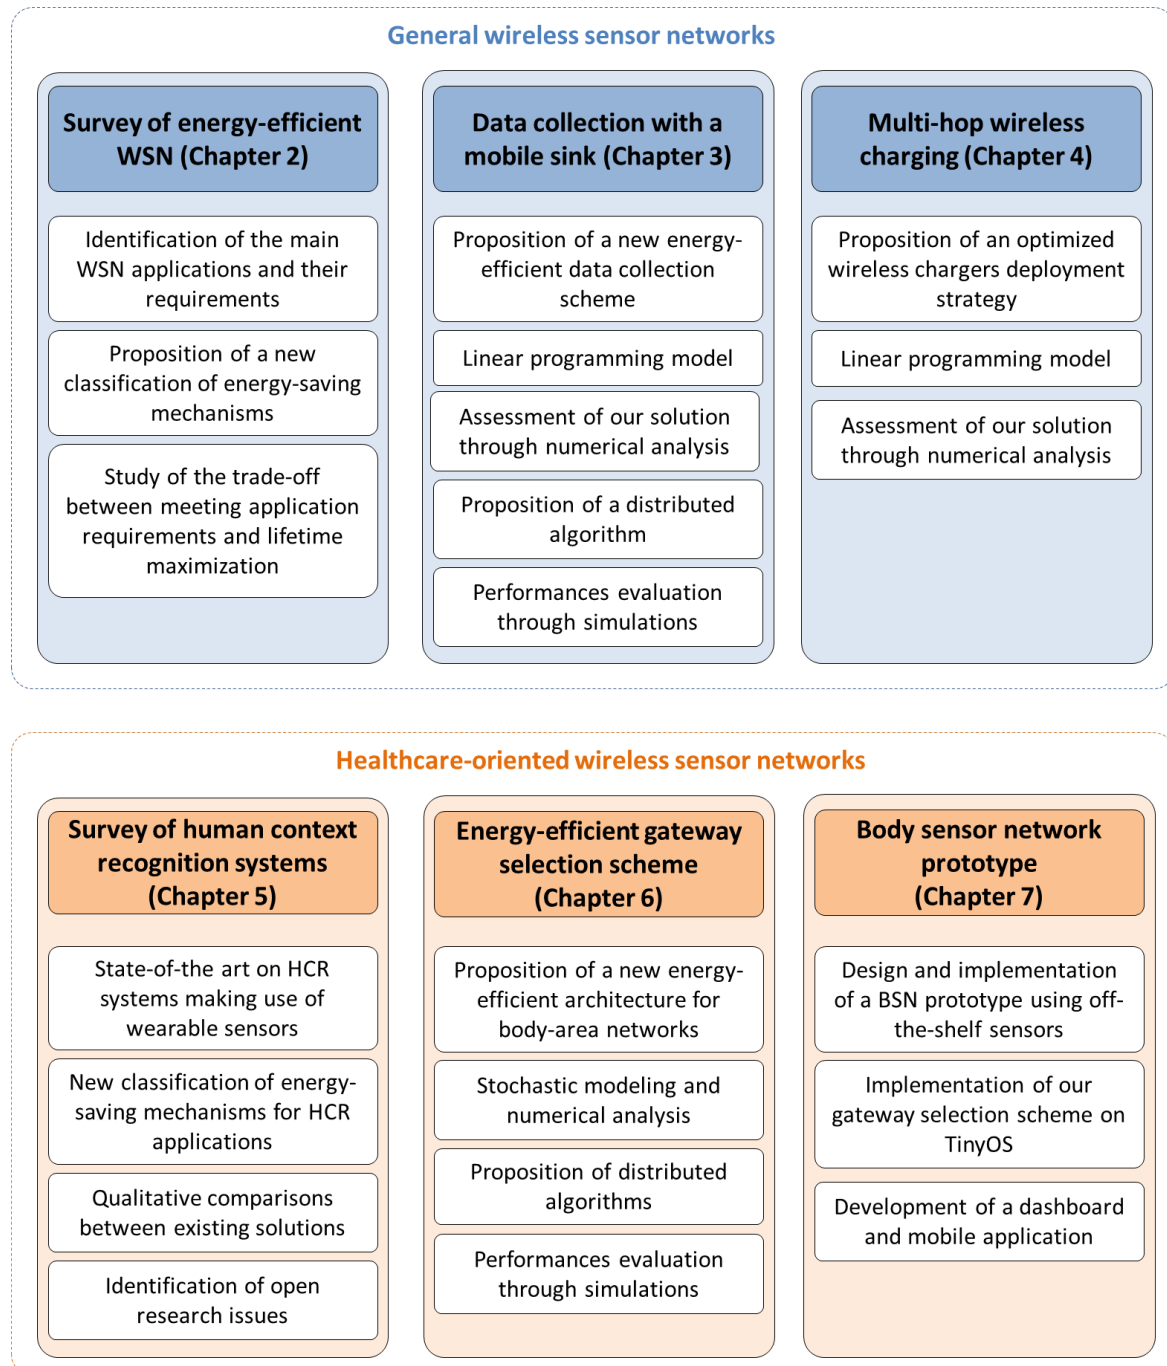 General wireless sensor networks
Survey of energy-efficient
WSN (Chapter 2)
Identification of the main
WSN applications and their
requirements
Proposition of a new
classification of energy-saving
mechanisms
Study of the trade-off
between meeting application
requirements and lifetime
maximization
Data collection with a
mobile sink (Chapter 3)
Proposition of a new energy-
efficient data collection
scheme
Linear programming model
Assessment of our solution
through numerical analysis
Proposition of a distributed
algorithm
Performances evaluation
through simulations
Multi-hop wireless
charging (Chapter 4)
Proposition of an optimized
wireless chargers deployment
strategy
Linear programming model
Assessment of our solution
through numerical analysis
Healthcare-oriented wireless sensor networks
Survey of human context
recognition systems
(Chapter 5)
State-of-the art on HCR
systems making use of
wearable sensors
New classification of energy-
saving mechanisms for HCR
applications
Qualitative comparisons
between existing solutions
Identification of open
research issues
Energy-efficient gateway
selection scheme
(Chapter 6)
Proposition of a new energy-
efficient architecture for
body-area networks
Stochastic modeling and
numerical analysis
Proposition of distributed
algorithms
Performances evaluation
through simulations
Body sensor network
prototype
(Chapter 7)
Design and implementation
of a BSN prototype using off-
the-shelf sensors
Implementation of our
gateway selection scheme on
TinyOS
Development of a dashboard
and mobile application